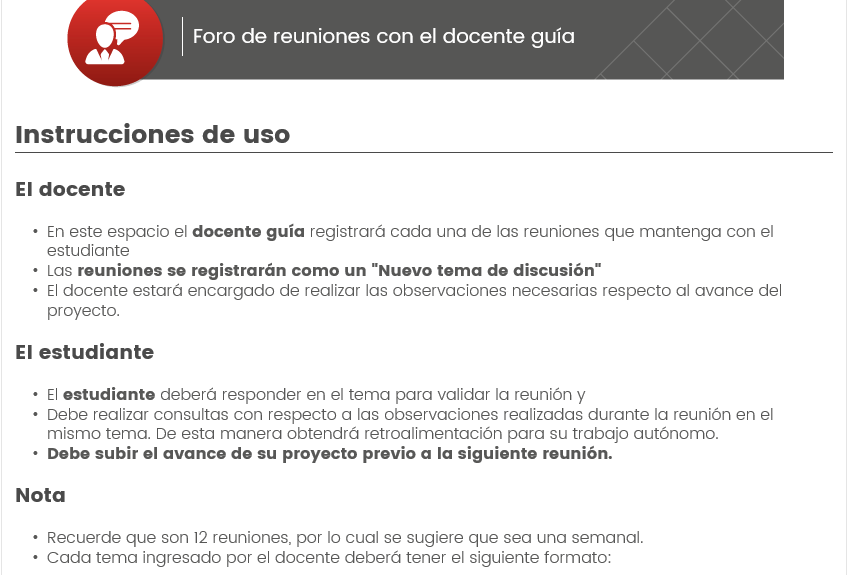 Foro de reuniones con el docente guía
Instrucciones de uso
El docente
• En este espacio el docente guía registrará cada una de las reuniones que mantenga con el
estudiante
• Las reuniones se registrarán como un "Nuevo tema de discusión"
• El docente estará encargado de realizar las observaciones necesarias respecto al avance del
proyecto.
El estudiante
• El estudiante deberá responder en el tema para validar la reunión y
• Debe realizar consultas con respecto a las observaciones realizadas durante la reunión en el
mismo tema. De esta manera obtendrá retroalimentación para su trabajo autónomo.
• Debe subir el avance de su proyecto previo a la siguiente reunión.
Nota
• Recuerde que son 12 reuniones, por lo cual se sugiere que sea una semanal.
• Cada tema ingresado por el docente deberá tener el siguiente formato: